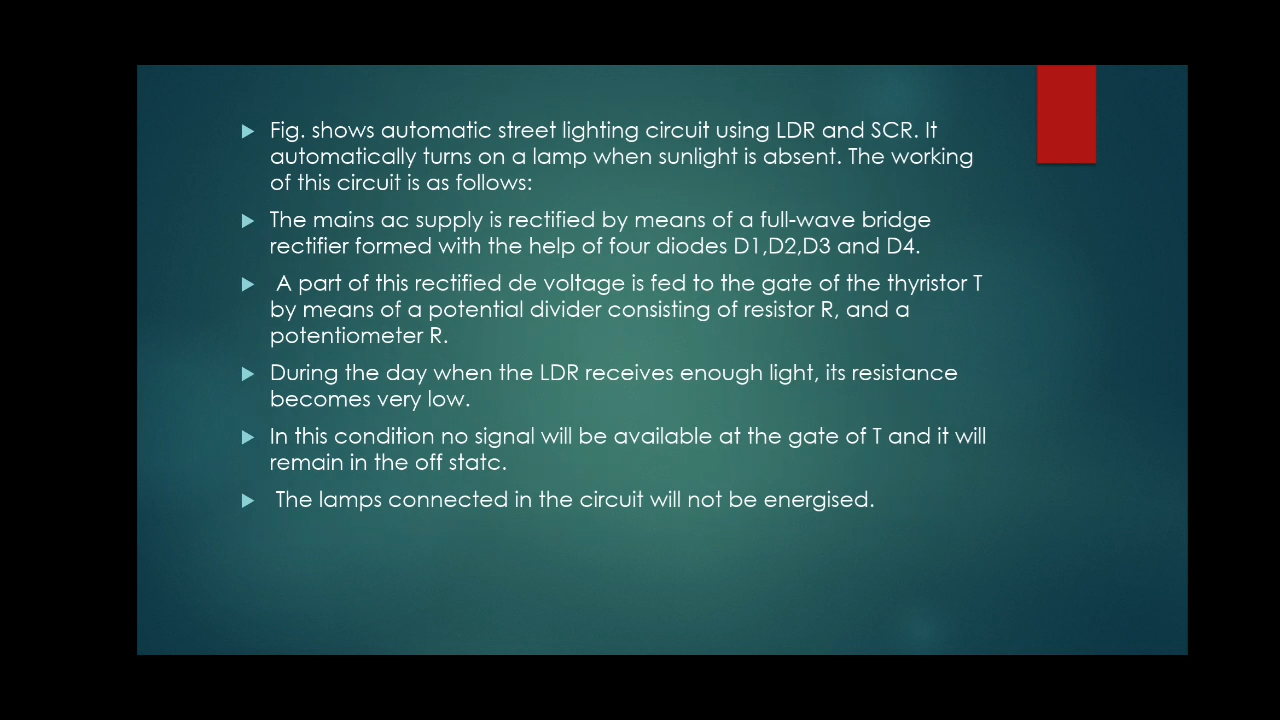 Fig. shows automatic street lighting circuit using LDR and SCR. It
automatically turns on a lamp when sunlight is absent. The working
of this circuit is as follows:
The mains ac supply is rectified by means of a full-wave bridge
rectifier formed with the help of four diodes D1,D2,D3 and D4.
A part of this rectified de voltage is fed to the gate of the thyristor T
by means of a potential divider consisting of resistor R, and a
potentiometer R.
During the day when the LDR receives enough light, its resistance
becomes very low.
In this condition no signal will be available at the gate of T and it will
remain in the off statc.
The lamps connected in the circuit will not be energised.